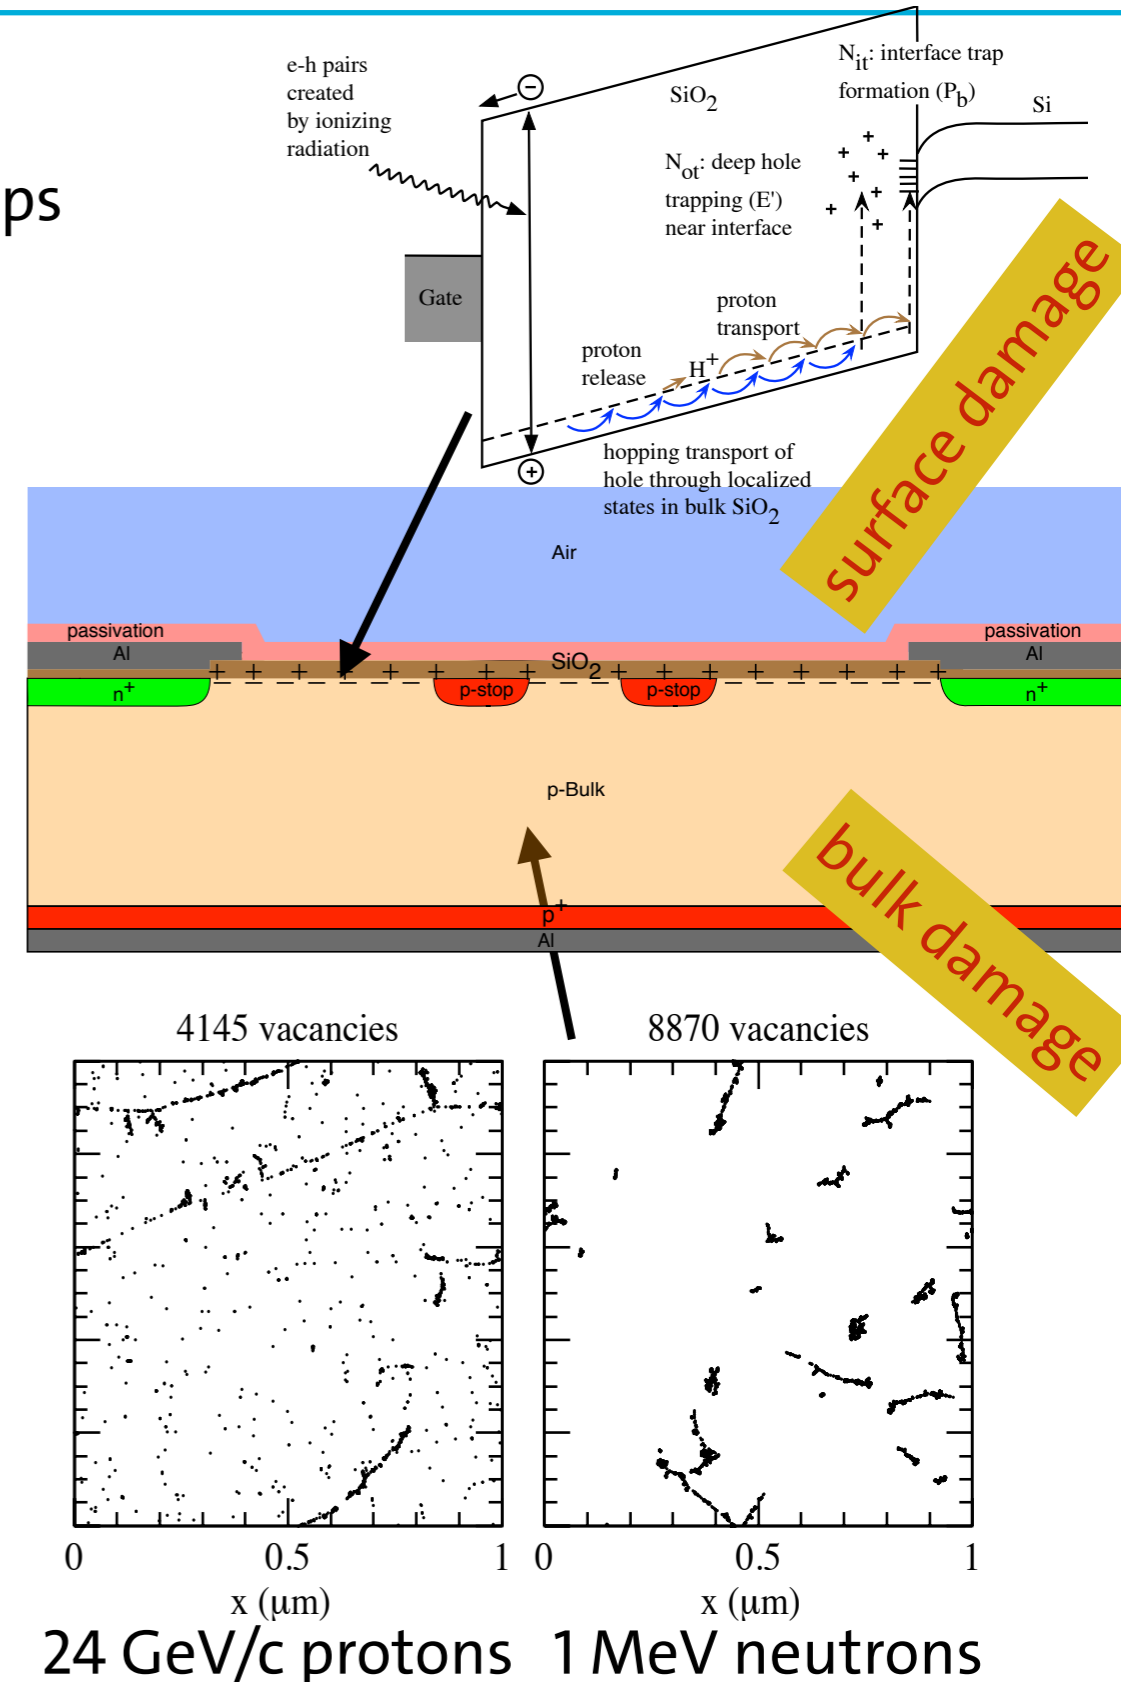 ps
e-h pairs
created
by ionizing
radiation
−
SiO2
Nit: interface trap
formation (Pb)
Si
Not: deep hole
trapping (E')
near interface
+ + + + + + +
Gate
proton
transport
proton
release
H+
+
hopping transport of
hole through localized
states in bulk SiO2
surface damage
Air
passivation
passivation
Al
Al
SiO2
+ + + + + + + + + + + + + +
n+
p-stop
p-stop
n+
p-Bulk
bulk damage
p+
Al
4145 vacancies
8870 vacancies
0 0.5 1
0 0.5 1
x (μm)
x (μm)
24 GeV/c protons
1 MeV neutrons